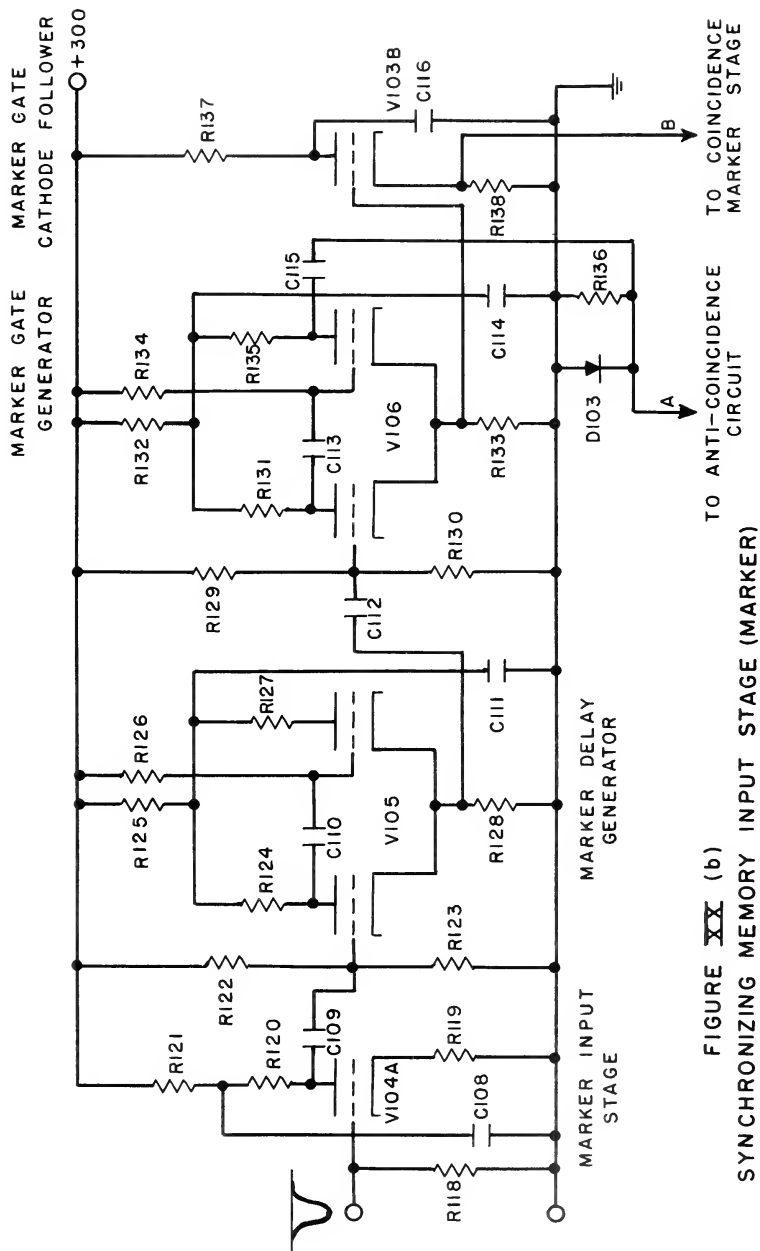 MARKER GATE
CATHODE FOLLOWER
+300
MARKER GATE
GENERATOR
R137
V103B
C116
R138
B
TO COINCIDENCE
MARKER STAGE
R134
R132
R135
C115
R131
C113
V106
C114
R133
R136
D103
A
TO ANTI-COINCIDENCE
CIRCUIT
R129
R130
C112
R126
R125
R127
R124
C110
V105
C111
R128
MARKER DELAY
GENERATOR
R122
R123
R121
R120
C109
V104A
R119
C108
R118
MARKER INPUT
STAGE
FIGURE XX (b)
SYNCHRONIZING MEMORY INPUT STAGE (MARKER)